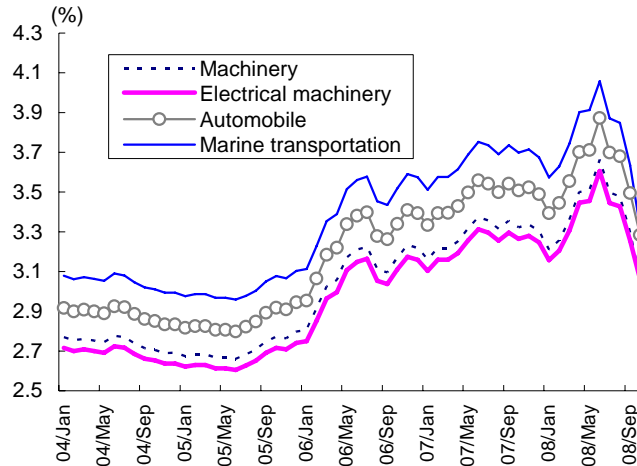 (%)
4.3
4.1
3.9
3.7
3.5
3.3
3.1
2.9
2.7
2.5
Machinery
Electrical machinery
Automobile
Marine transportation
04/Jan
04/May
04/Sep
05/Jan
05/May
05/Sep
06/Jan
06/May
06/Sep
07/Jan
07/May
07/Sep
08/Jan
08/May
08/Sep